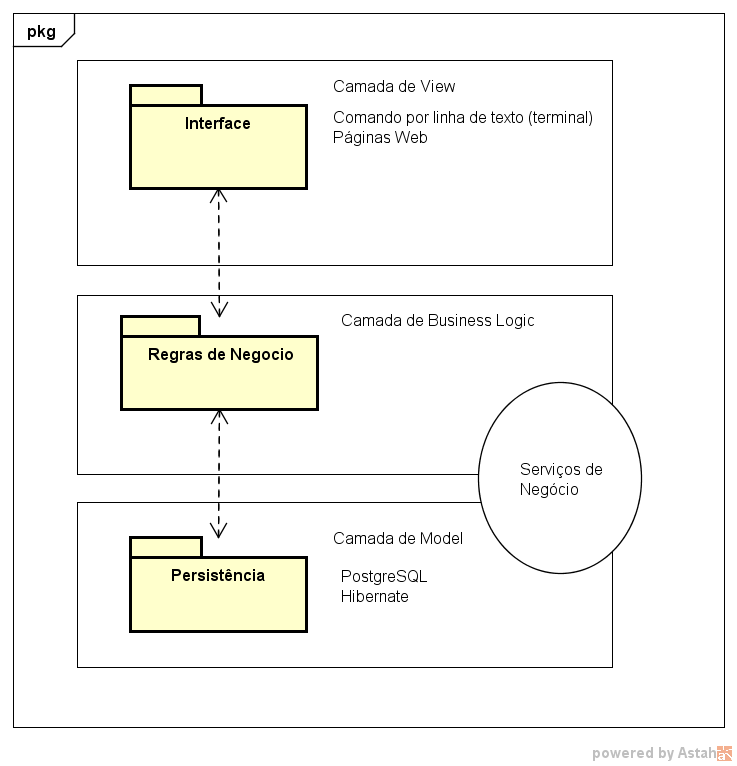 pkg
Camada de View
Interface
Comando por linha de texto (terminal)
Páginas Web
Camada de Business Logic
Regras de Negocio
Serviços de
Negócio
Camada de Model
Persistência
PostgreSQL
Hibernate
powered by Astah